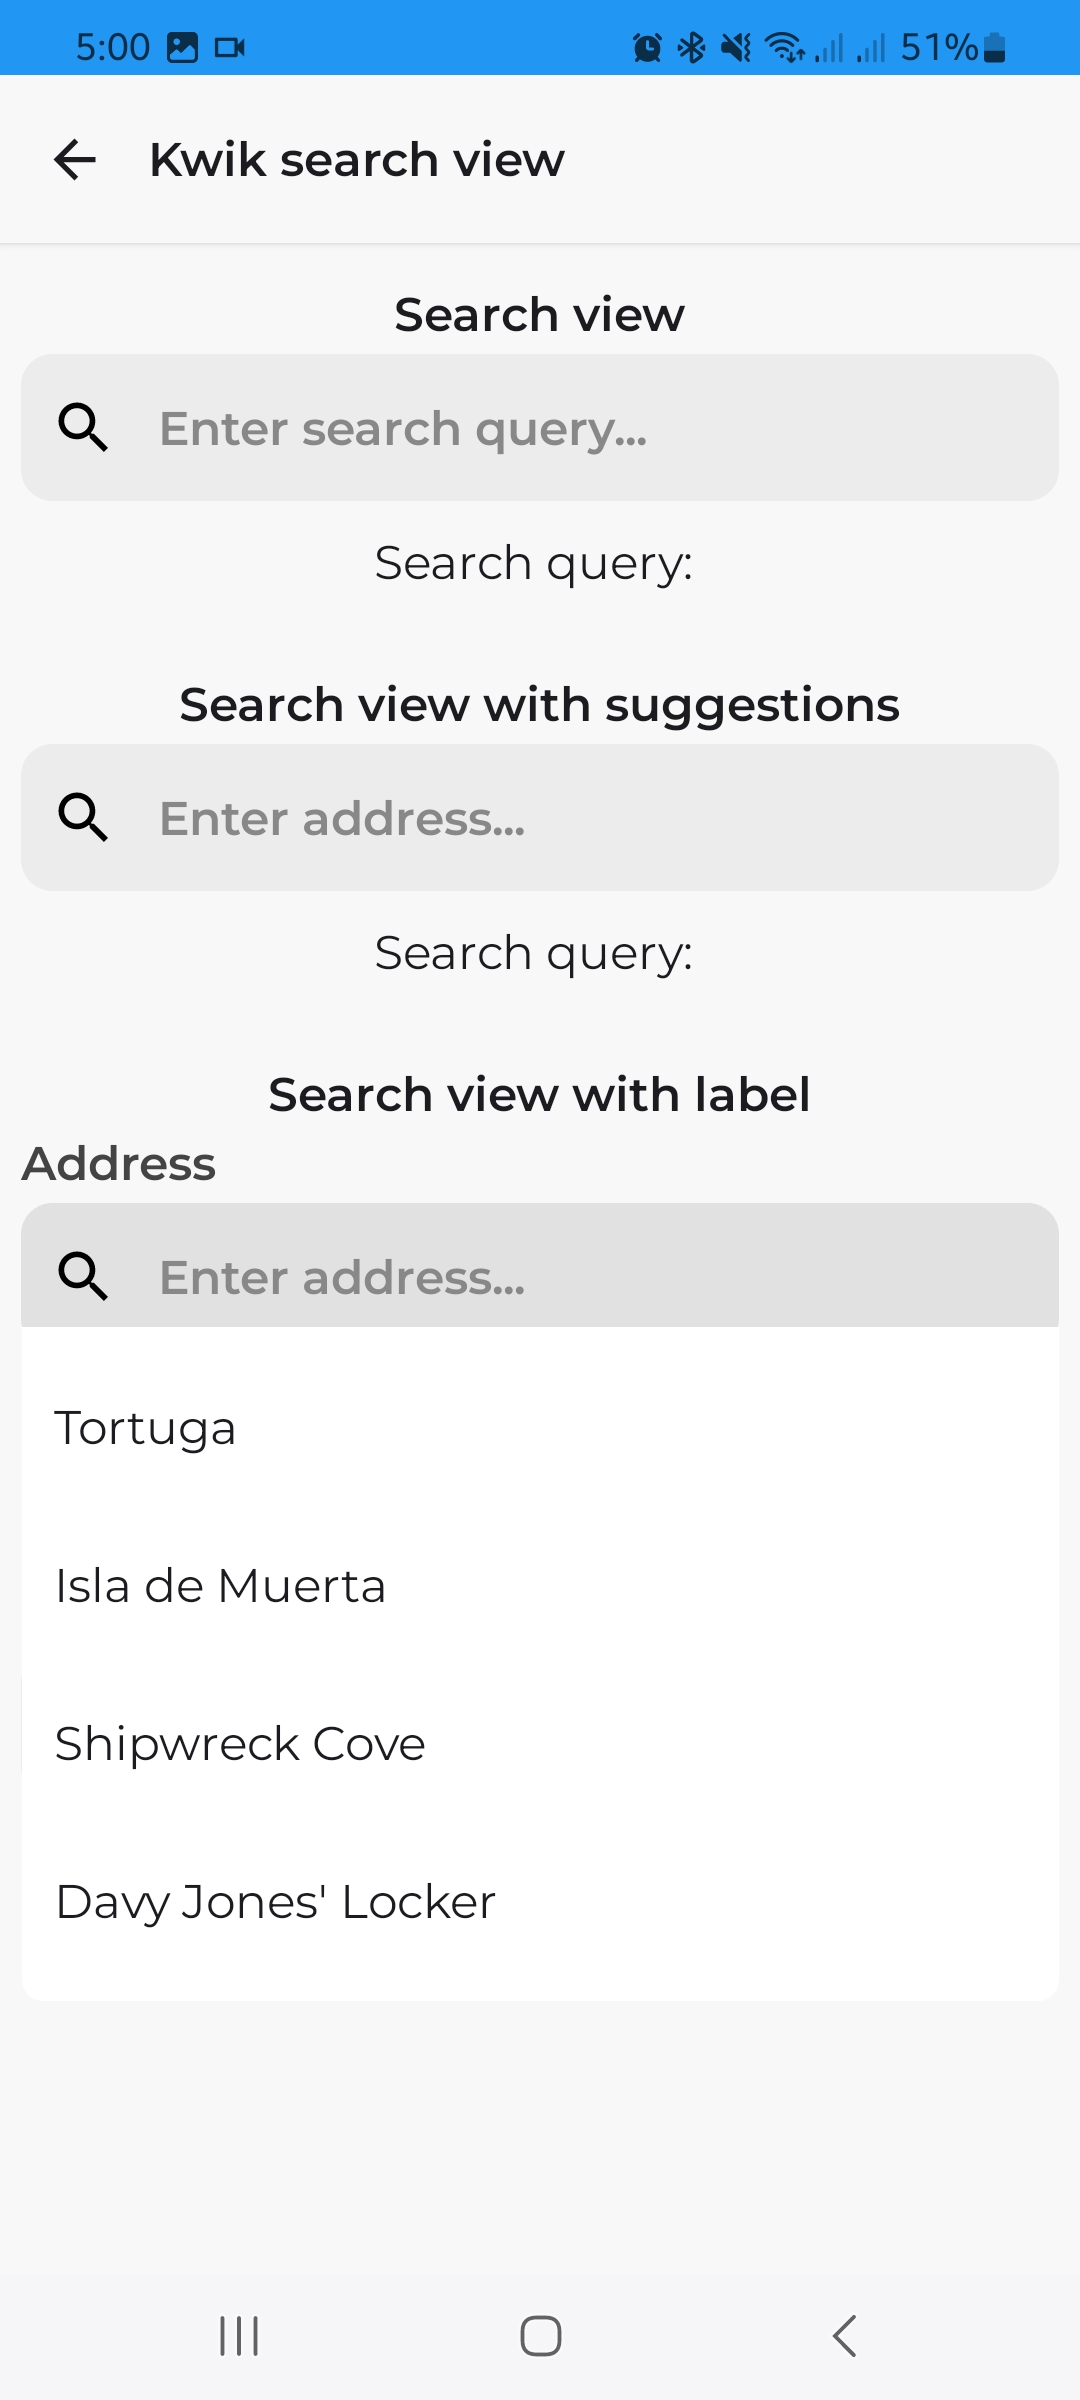 5:00
51%
Kwik search view
Search view
Enter search query...
Search query:
Search view with suggestions
Enter address...
Search query:
Search view with label
Address
Enter address...
Tortuga
Isla de Muerta
Shipwreck Cove
Davy Jones' Locker